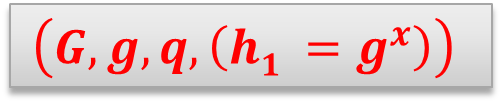 (G, g, q, (h₁ = gˣ))